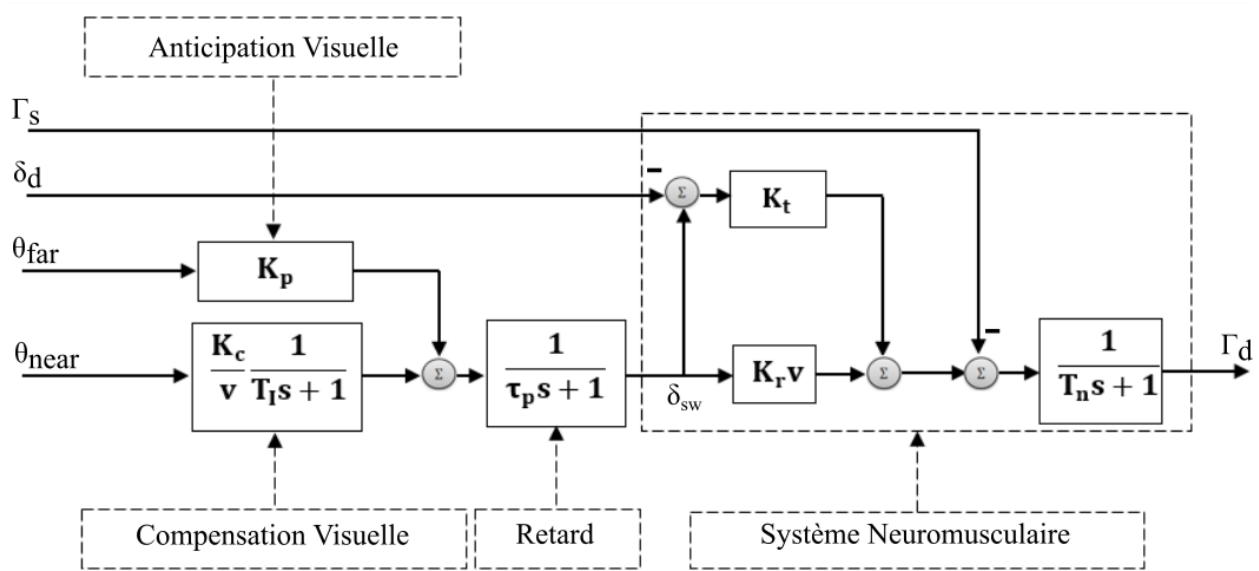 Anticipation Visuelle
Γs
δd
θfar
θnear
Kp
Kc 1
v TIs + 1
Σ
1
τps + 1
δsw
-
Σ
Kt
Krv
Σ
-
Σ
1
Tns + 1
Γd
Compensation Visuelle
Retard
Système Neuromusculaire